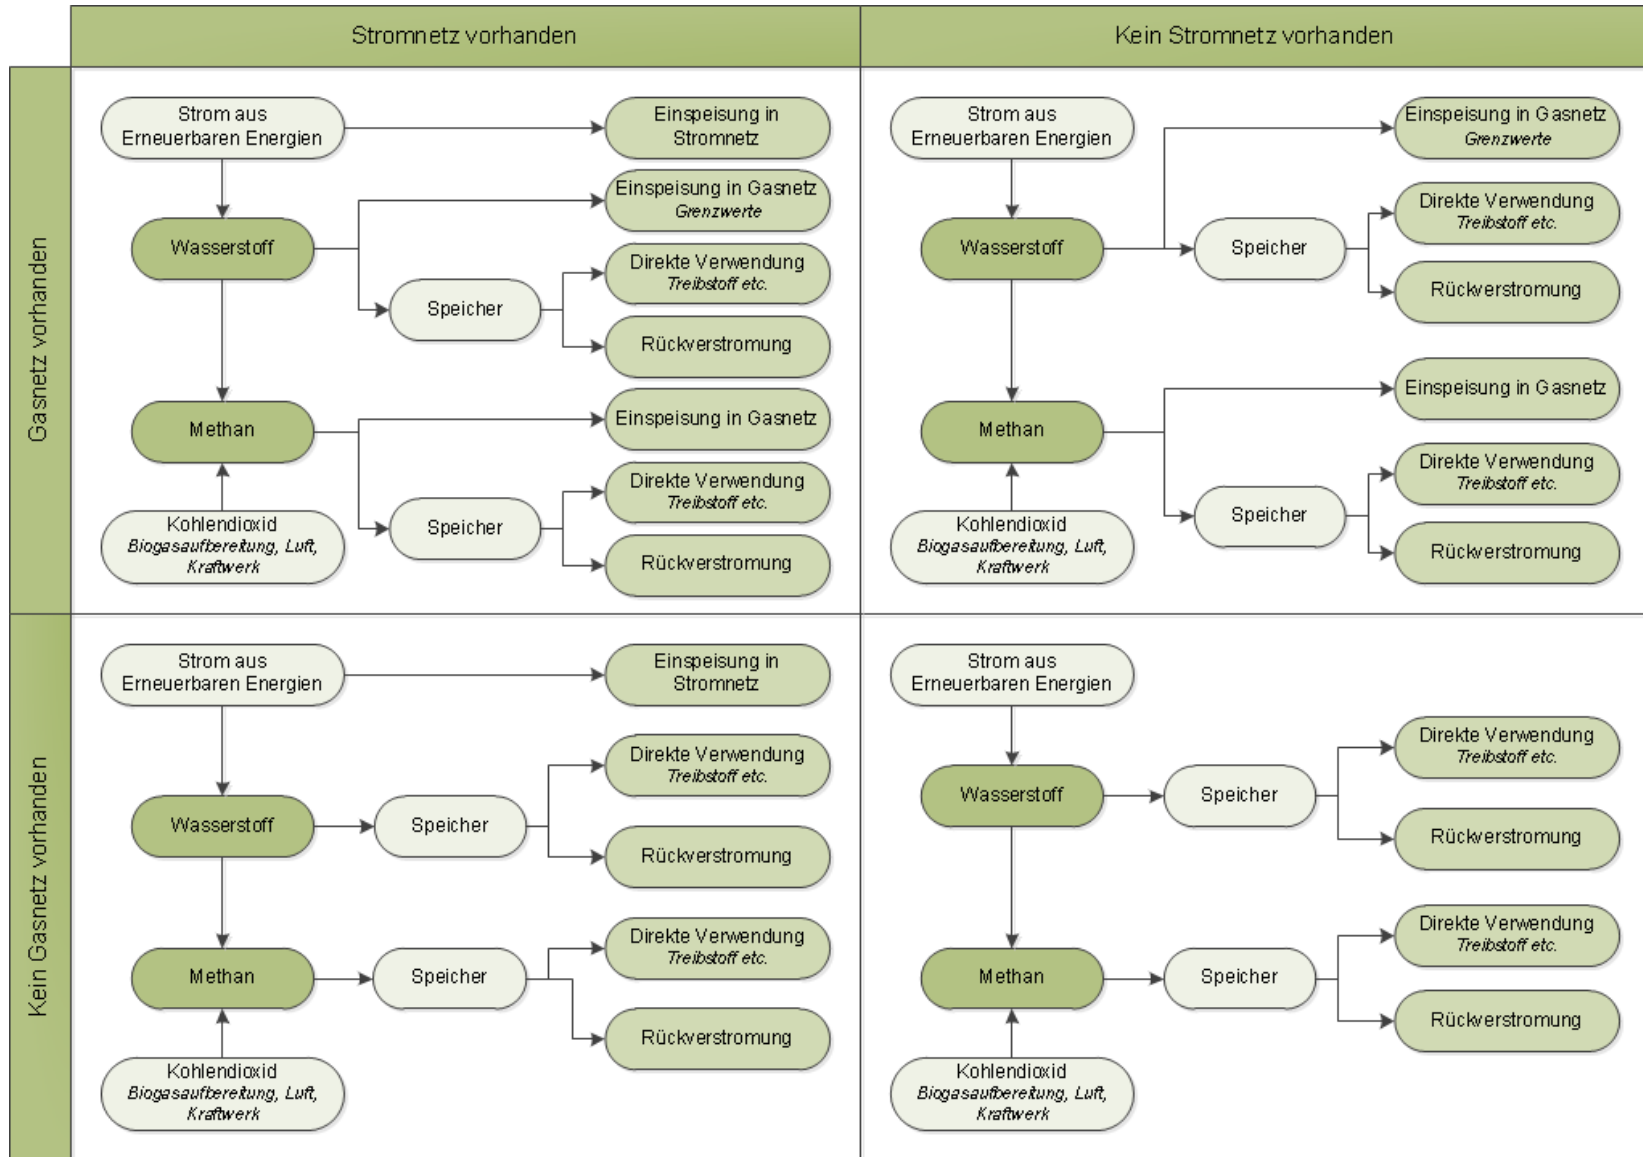 Stromnetz vorhanden
Kein Stromnetz vorhanden
Gasnetz vorhanden
Strom aus
Erneuerbaren Energien
Einspeisung in
Stromnetz
Einspeisung in Gasnetz
Grenzwerte
Wasserstoff
Direkte Verwendung
Treibstoff etc.
Speicher
Rückverstromung
Methan
Einspeisung in Gasnetz
Direkte Verwendung
Treibstoff etc.
Speicher
Kohlendioxid
Biogasaufbereitung, Luft,
Kraftwerk
Rückverstromung
Strom aus
Erneuerbaren Energien
Einspeisung in Gasnetz
Grenzwerte
Direkte Verwendung
Treibstoff etc.
Wasserstoff
Speicher
Rückverstromung
Einspeisung in Gasnetz
Methan
Direkte Verwendung
Treibstoff etc.
Speicher
Kohlendioxid
Biogasaufbereitung, Luft,
Kraftwerk
Rückverstromung
Kein Gasnetz vorhanden
Strom aus
Erneuerbaren Energien
Einspeisung in
Stromnetz
Direkte Verwendung
Treibstoff etc.
Wasserstoff
Speicher
Rückverstromung
Direkte Verwendung
Treibstoff etc.
Methan
Speicher
Rückverstromung
Kohlendioxid
Biogasaufbereitung, Luft,
Kraftwerk
Strom aus
Erneuerbaren Energien
Direkte Verwendung
Treibstoff etc.
Wasserstoff
Speicher
Rückverstromung
Direkte Verwendung
Treibstoff etc.
Methan
Speicher
Rückverstromung
Kohlendioxid
Biogasaufbereitung, Luft,
Kraftwerk